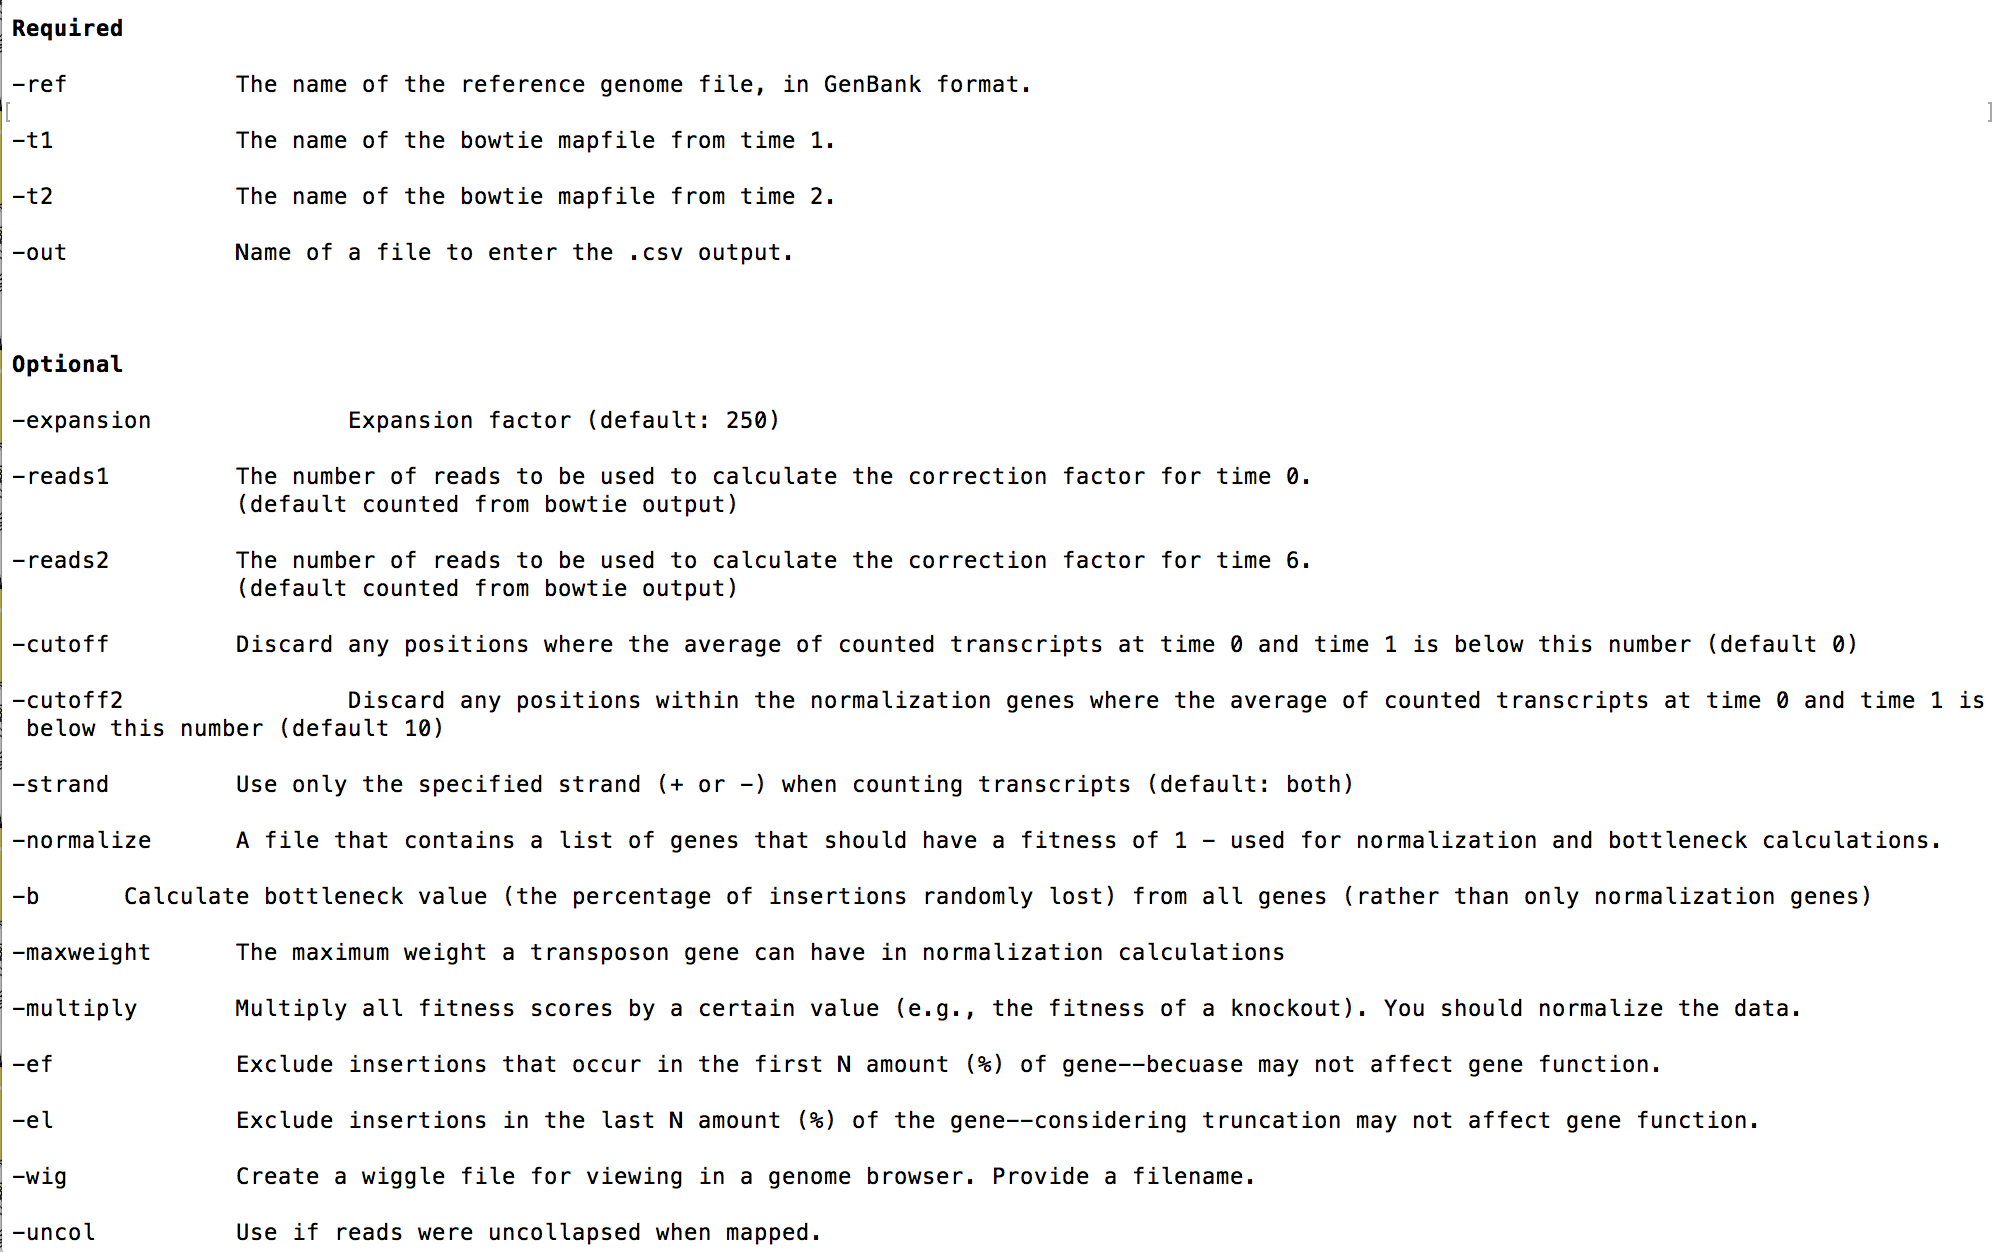 Required
-ref The name of the reference genome file, in GenBank format.
[ ]
-t1 The name of the bowtie mapfile from time 1.
-t2 The name of the bowtie mapfile from time 2.
-out Name of a file to enter the .csv output.
Optional
-expansion Expansion factor (default: 250)
-reads1 The number of reads to be used to calculate the correction factor for time 0.
(default counted from bowtie output)
-reads2 The number of reads to be used to calculate the correction factor for time 6.
(default counted from bowtie output)
-cutoff Discard any positions where the average of counted transcripts at time 0 and time 1 is below this number (default 0)
-cutoff2 Discard any positions within the normalization genes where the average of counted transcripts at time 0 and time 1 is
below this number (default 10)
-strand Use only the specified strand (+ or -) when counting transcripts (default: both)
-normalize A file that contains a list of genes that should have a fitness of 1 - used for normalization and bottleneck calculations.
-b Calculate bottleneck value (the percentage of insertions randomly lost) from all genes (rather than only normalization genes)
-maxweight The maximum weight a transposon gene can have in normalization calculations
-multiply Multiply all fitness scores by a certain value (e.g., the fitness of a knockout). You should normalize the data.
-ef Exclude insertions that occur in the first N amount (%) of gene--becuase may not affect gene function.
-el Exclude insertions in the last N amount (%) of the gene--considering truncation may not affect gene function.
-wig Create a wiggle file for viewing in a genome browser. Provide a filename.
-uncol Use if reads were uncollapsed when mapped.